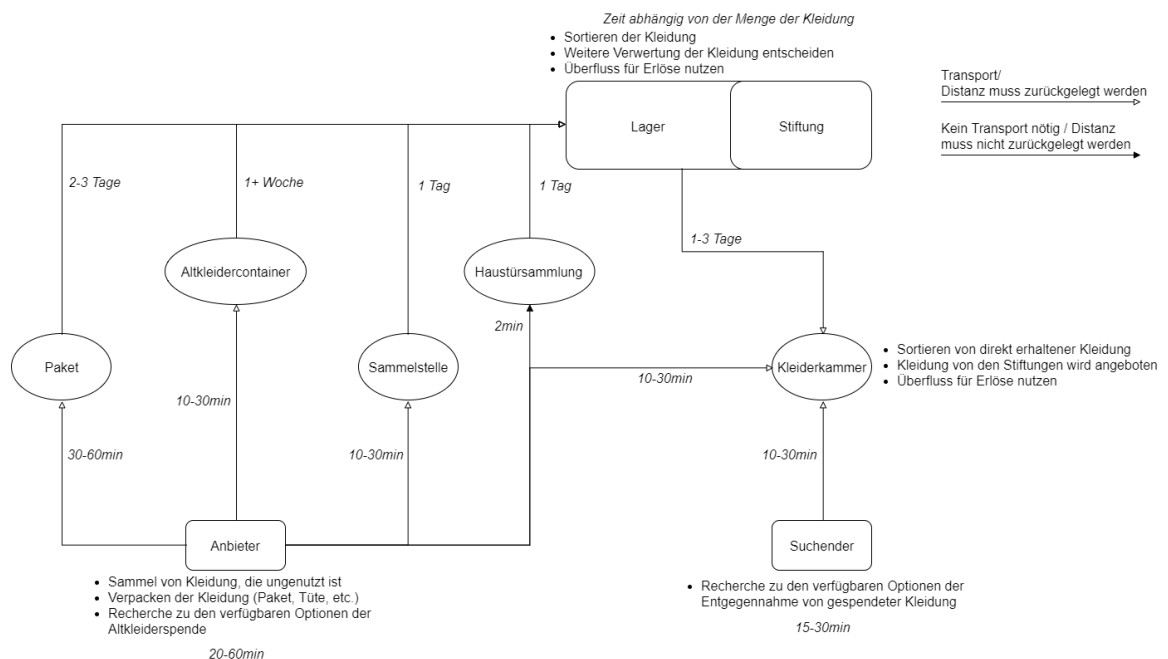 Zeit abhängig von der Menge der Kleidung
Sortieren der Kleidung
Weitere Verwertung der Kleidung entscheiden
Überfluss für Erlöse nutzen
Transport/
Distanz muss zurückgelegt werden
Kein Transport nötig / Distanz
muss nicht zurückgelegt werden
Lager
Stiftung
2-3 Tage
1+ Woche
1 Tag
1 Tag
1-3 Tage
Altkleidercontainer
Haustürsammlung
2min
Paket
Sammelstelle
Kleiderkammer
Sortieren von direkt erhaltener Kleidung
Kleidung von den Stiftungen wird angeboten
Überfluss für Erlöse nutzen
10-30min
10-30min
30-60min
10-30min
10-30min
Anbieter
Suchender
Sammel von Kleidung, die ungenutzt ist
Verpacken der Kleidung (Paket, Tüte, etc.)
Recherche zu den verfügbaren Optionen der
Altkleiderspende
20-60min
Recherche zu den verfügbaren Optionen der
Entgegennahme von gespendeter Kleidung
15-30min